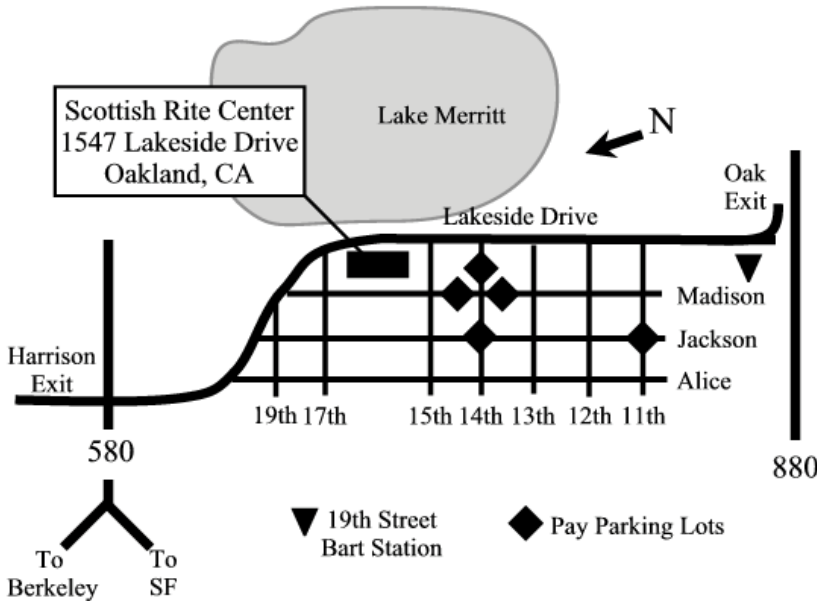 Scottish Rite Center
1547 Lakeside Drive
Oakland, CA
Lake Merritt
N
Oak
Exit
Lakeside Drive
Madison
Jackson
Alice
Harrison
Exit
19th 17th 15th 14th 13th 12th 11th
580
880
To
Berkeley
To
SF
19th Street
Bart Station
Pay Parking Lots